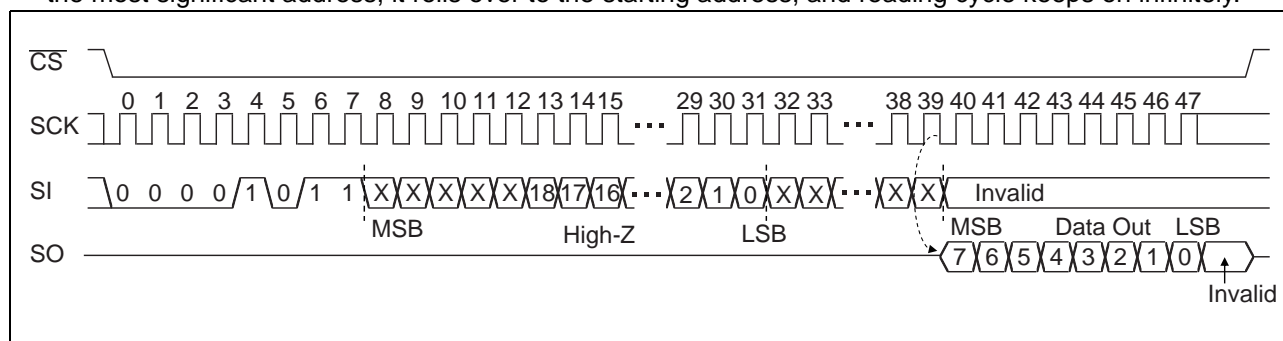 the most significant address, it rolls over to the starting address, and reading cycle keeps on infinitely.
CS
0 1 2 3 4 5 6 7 8 9 10 11 12 13 14 15 29 30 31 32 33 38 39 40 41 42 43 44 45 46 47
SCK
SI 0 0 0 0 1 0 1 1 X X X X X 18 17 16 2 1 0 X X X X Invalid
MSB High-Z LSB MSB Data Out LSB
SO 7 6 5 4 3 2 1 0
Invalid